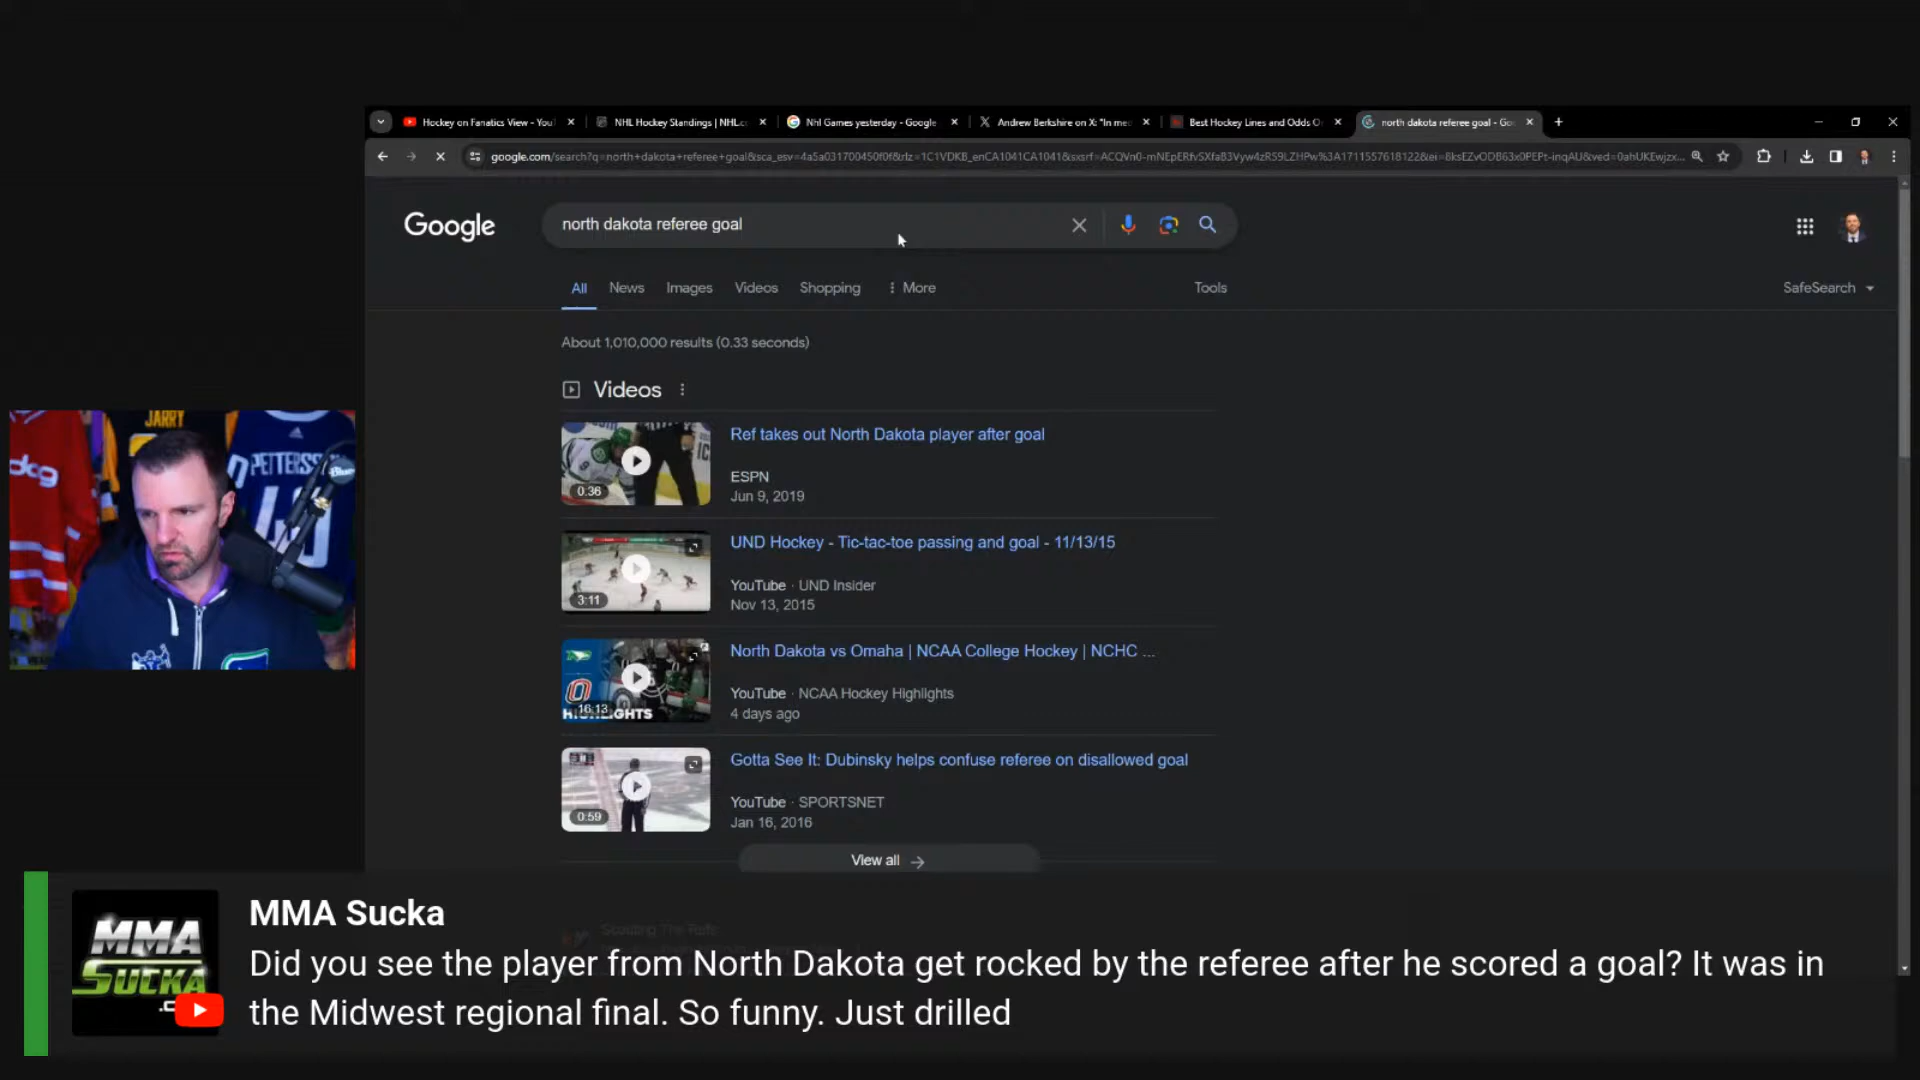 Hockey on Fanatics View - You
NHL Hockey Standings | NHL.c
Nhl Games yesterday - Google
Andrew Berkshire on X: "In me
Best Hockey Lines and Odds O
north dakota referee goal - Go
Google
north dakota referee goal
All
News
Images
Videos
Shopping
More
Tools
SafeSearch
About 1,010,000 results (0.33 seconds)
Videos
Ref takes out North Dakota player after goal
ESPN
Jun 9, 2019
0:36
UND Hockey - Tic-tac-toe passing and goal - 11/13/15
YouTube · UND Insider
Nov 13, 2015
3:11
North Dakota vs Omaha | NCAA College Hockey | NCHC ...
YouTube · NCAA Hockey Highlights
4 days ago
16:13
Gotta See It: Dubinsky helps confuse referee on disallowed goal
YouTube · SPORTSNET
Jan 16, 2016
0:59
View all
JARRY
PETTERSS
MMA
SUCKA
MMA Sucka
Did you see the player from North Dakota get rocked by the referee after he scored a goal? It was in
the Midwest regional final. So funny. Just drilled